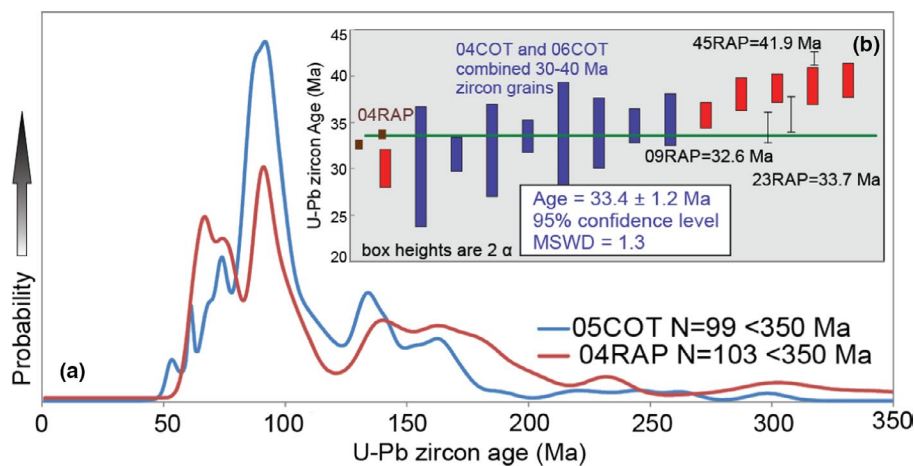 Probability
(a)
0 50 100 150 200 250 300 350
U-Pb zircon age (Ma)
05COT N=99 <350 Ma
04RAP N=103 <350 Ma
(b)
U-Pb zircon Age (Ma)
45
40
35
30
25
20
04COT and 06COT
combined 30-40 Ma
zircon grains
45RAP=41.9 Ma
04RAP
09RAP=32.6 Ma
23RAP=33.7 Ma
Age = 33.4 ± 1.2 Ma
95% confidence level
MSWD = 1.3
box heights are 2 α